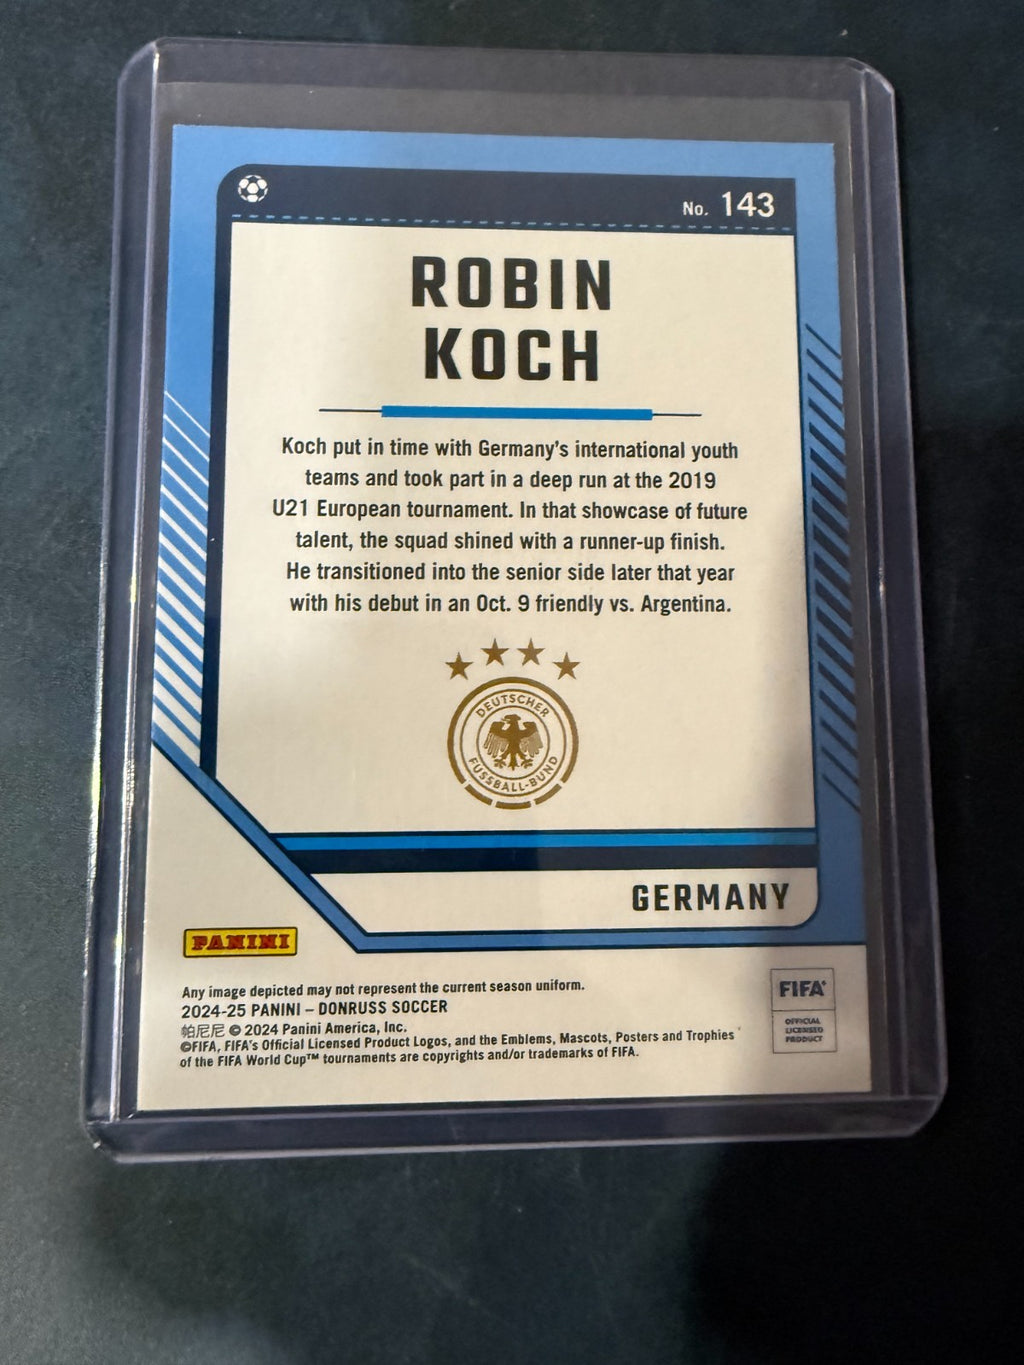 No. 143
ROBIN
KOCH
Koch put in time with Germany's international youth
teams and took part in a deep run at the 2019
U21 European tournament. In that showcase of future
talent, the squad shined with a runner-up finish.
He transitioned into the senior side later that year
with his debut in an Oct. 9 friendly vs. Argentina.
DEUTSCHER
FUSSBALL-BUND
GERMANY
PANINI
Any image depicted may not represent the current season uniform.
2024-25 PANINI – DONRUSS SOCCER
帕尼尼 © 2024 Panini America, Inc.
©FIFA, FIFA's Official Licensed Product Logos, and the Emblems, Mascots, Posters and Trophies
of the FIFA World Cup™ tournaments are copyrights and/or trademarks of FIFA.
FIFA
OFFICIAL
LICENSED
PRODUCT